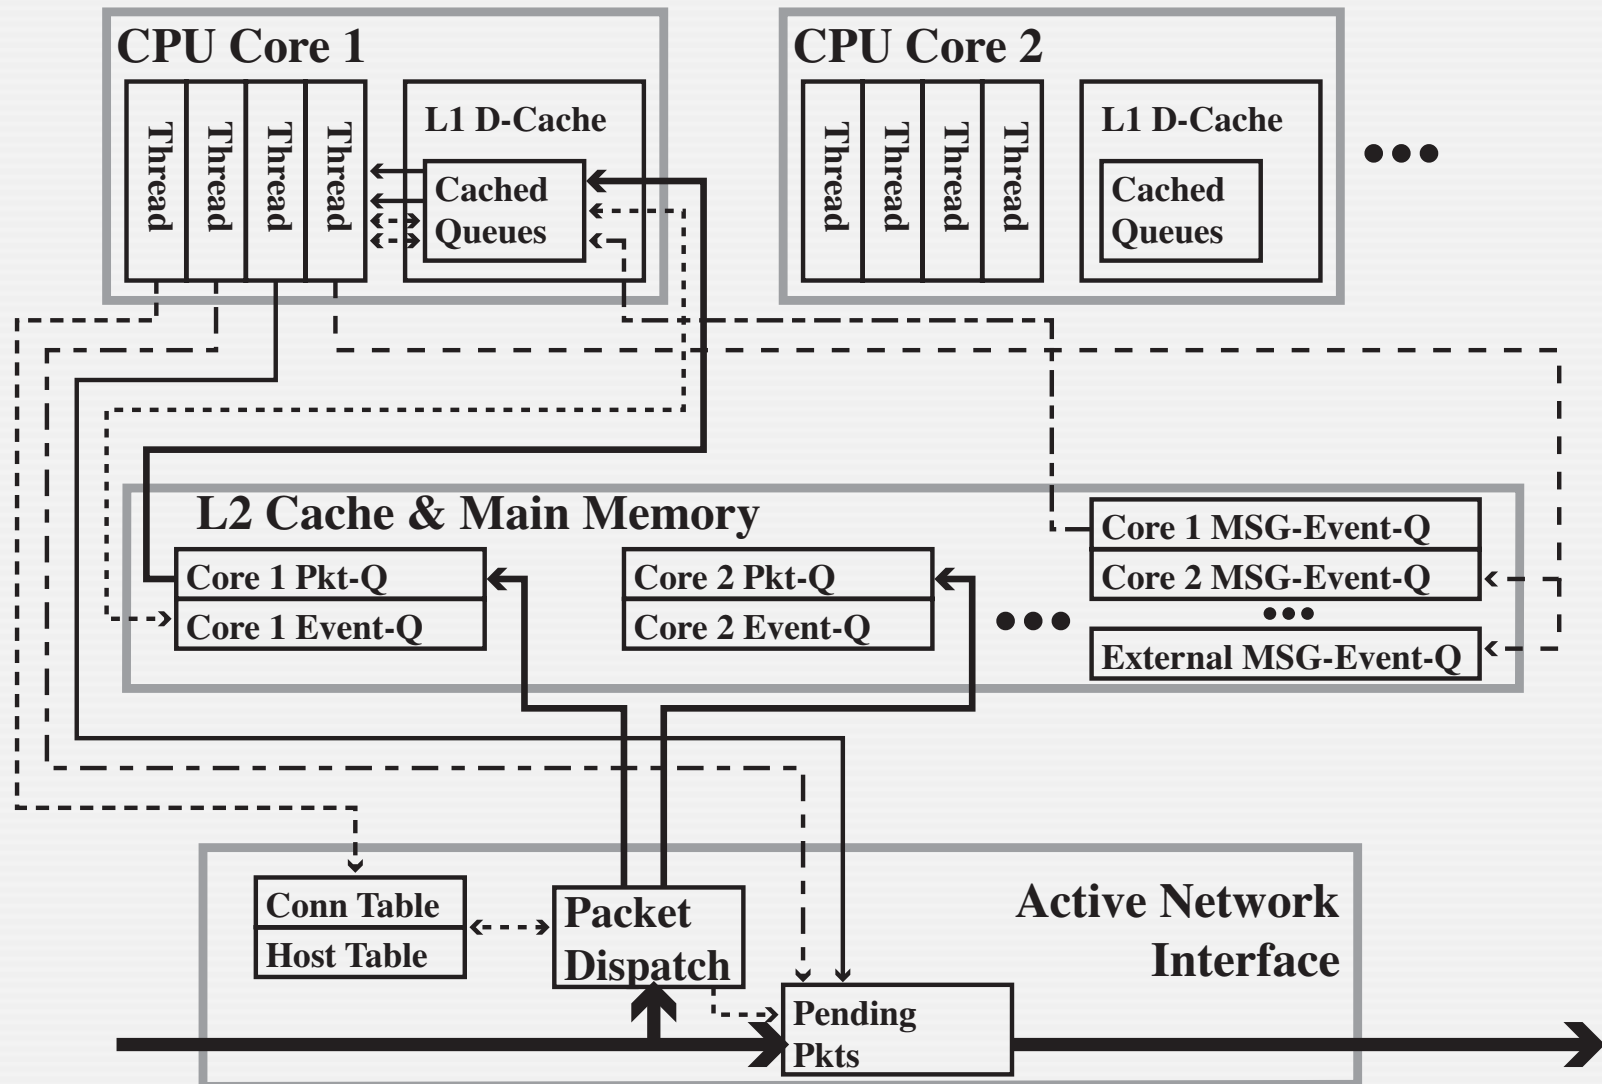 CPU Core 1
Thread
Thread
Thread
Thread
L1 D-Cache
Cached
Queues
CPU Core 2
Thread
Thread
Thread
Thread
L1 D-Cache
Cached
Queues
L2 Cache & Main Memory
Core 1 Pkt-Q
Core 1 Event-Q
Core 2 Pkt-Q
Core 2 Event-Q
Core 1 MSG-Event-Q
Core 2 MSG-Event-Q
External MSG-Event-Q
Conn Table
Host Table
Packet
Dispatch
Active Network
Interface
Pending
Pkts